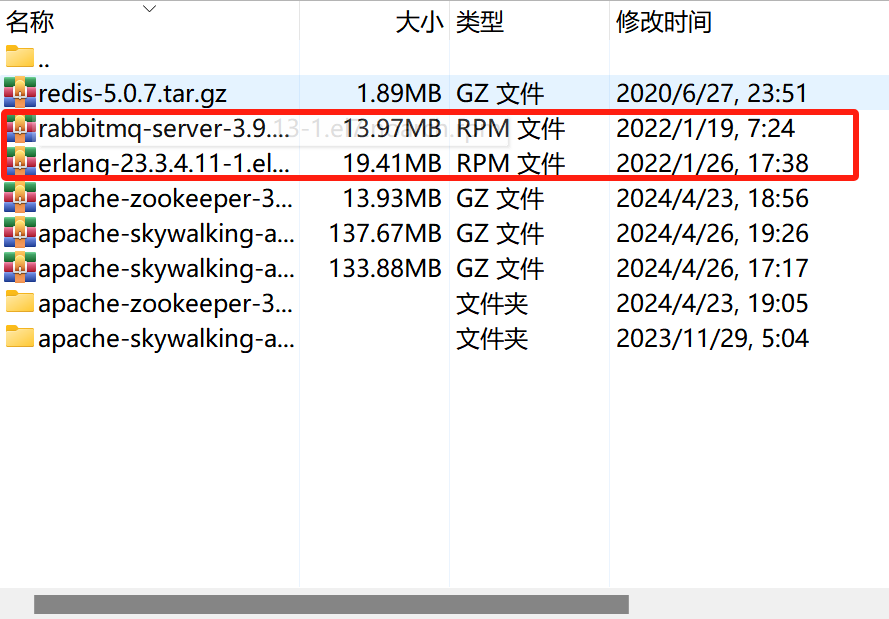 名称 大小 类型 修改时间
..
redis-5.0.7.tar.gz 1.89MB GZ 文件 2020/6/27, 23:51
rabbitmq-server-3.9.... 13.97MB RPM 文件 2022/1/19, 7:24
erlang-23.3.4.11-1.el... 19.41MB RPM 文件 2022/1/26, 17:38
apache-zookeeper-3... 13.93MB GZ 文件 2024/4/23, 18:56
apache-skywalking-a... 137.67MB GZ 文件 2024/4/26, 19:26
apache-skywalking-a... 133.88MB GZ 文件 2024/4/26, 17:17
apache-zookeeper-3... 文件夹 2024/4/23, 19:05
apache-skywalking-a... 文件夹 2023/11/29, 5:04